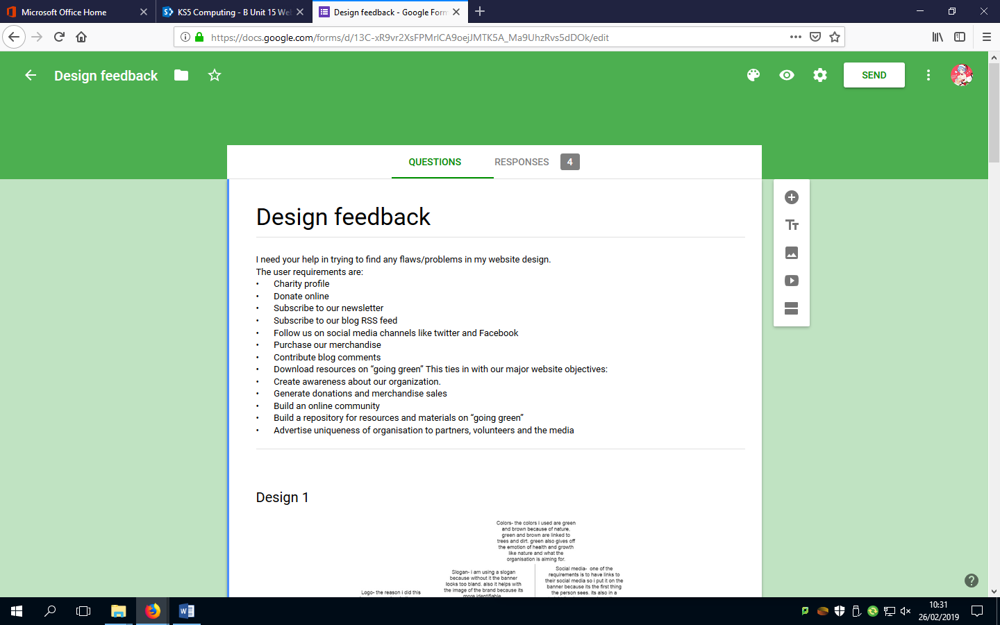 Microsoft Office Home
KS5 Computing - B Unit 15 Wel
Design feedback - Google Form
https://docs.google.com/forms/d/13C-xR9vr2XsFPMrlCA9oejJMTK5A_Ma9UhzRvs5dDOk/edit
Design feedback
SEND
QUESTIONS
RESPONSES 4
Design feedback
I need your help in trying to find any flaws/problems in my website design.
The user requirements are:
• Charity profile
• Donate online
• Subscribe to our newsletter
• Subscribe to our blog RSS feed
• Follow us on social media channels like twitter and Facebook
• Purchase our merchandise
• Contribute blog comments
• Download resources on “going green” This ties in with our major website objectives:
• Create awareness about our organization.
• Generate donations and merchandise sales
• Build an online community
• Build a repository for resources and materials on “going green”
• Advertise uniqueness of organisation to partners, volunteers and the media
Design 1
Colors- the colors i used are green
and brown because of nature,
green and brown are linked to
trees and dirt. green also gives off
the emotion of health and growth
like nature and what the
organisation is aiming for.
Slogan- i am using a slogan
because without it the banner
looks too bland. also it helps with
the image of the brand because its
more identifiable
Social media- one of the
requirements is to have links to
their social media so i put it on the
banner because its the first thing
the person sees. its also in a
Logo- the reason i did this
10:31
26/02/2019